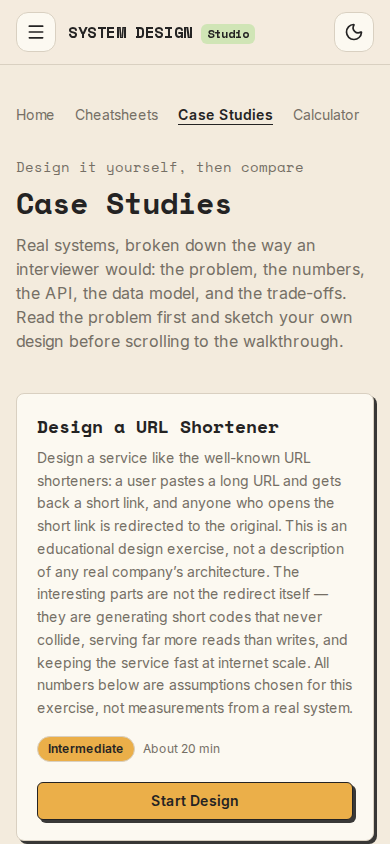 SYSTEM DESIGN Studio
Home Cheatsheets Case Studies Calculator
Design it yourself, then compare
Case Studies
Real systems, broken down the way an
interviewer would: the problem, the numbers,
the API, the data model, and the trade-offs.
Read the problem first and sketch your own
design before scrolling to the walkthrough.
Design a URL Shortener
Design a service like the well-known URL
shorteners: a user pastes a long URL and gets
back a short link, and anyone who opens the
short link is redirected to the original. This is an
educational design exercise, not a description
of any real company’s architecture. The
interesting parts are not the redirect itself —
they are generating short codes that never
collide, serving far more reads than writes, and
keeping the service fast at internet scale. All
numbers below are assumptions chosen for this
exercise, not measurements from a real system.
Intermediate About 20 min
Start Design